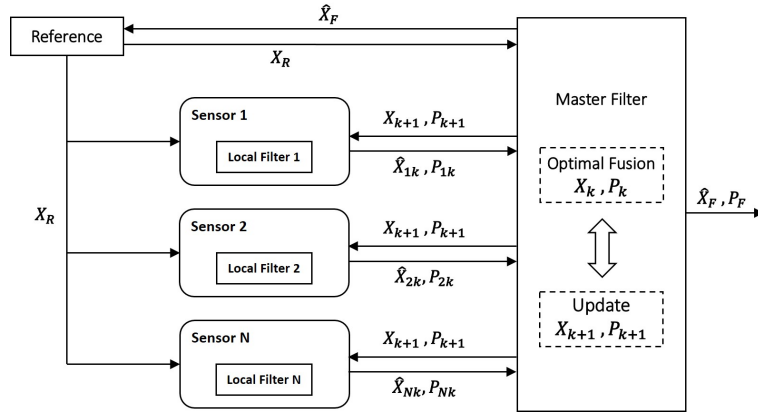 X̂_F
Reference
X_R
Master Filter
Sensor 1
Local Filter 1
X_{k+1} , P_{k+1}
X̂_{1k} , P_{1k}
Optimal Fusion
X_k , P_k
X_R
X̂_F , P_F
Sensor 2
Local Filter 2
X_{k+1} , P_{k+1}
X̂_{2k}, P_{2k}
Update
X_{k+1} , P_{k+1}
Sensor N
Local Filter N
X_{k+1} , P_{k+1}
X̂_{Nk}, P_{Nk}